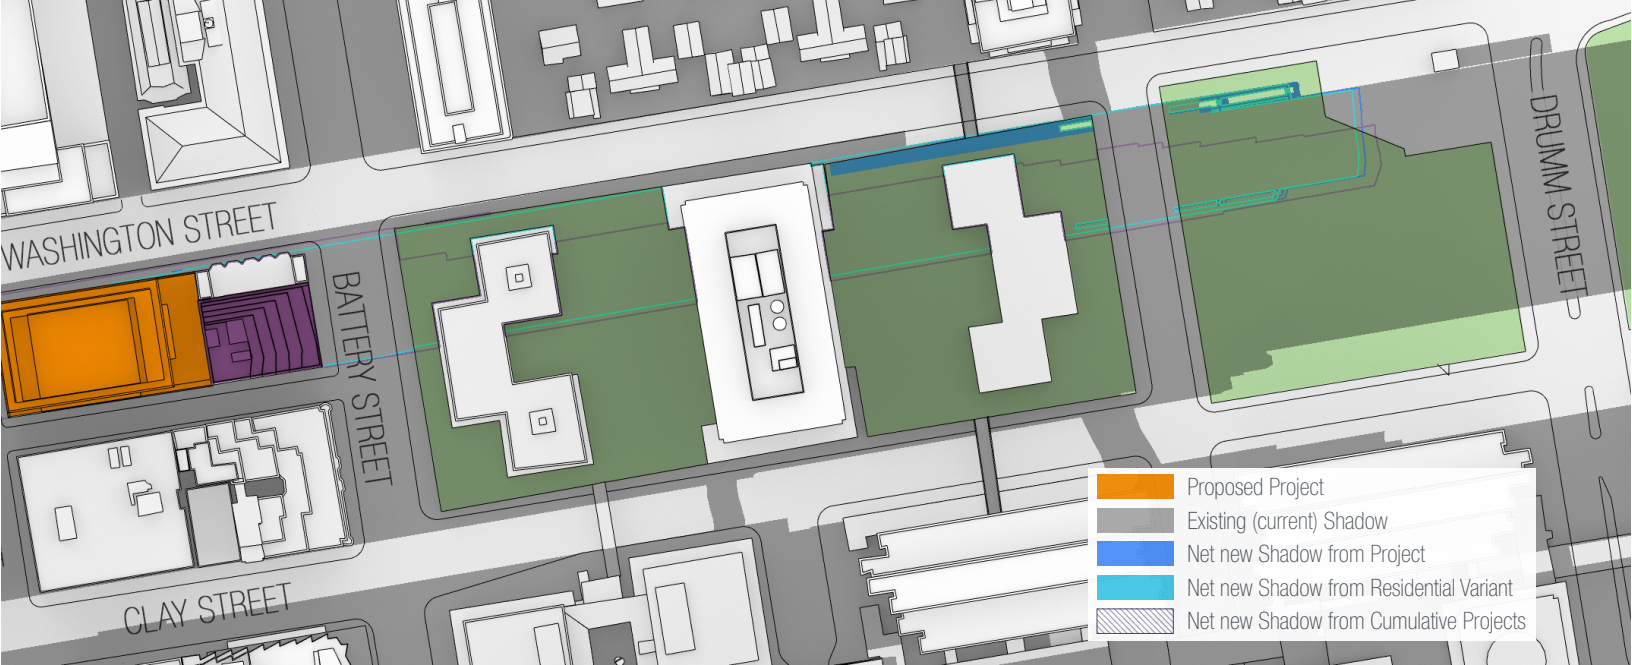 WASHINGTON STREET
BATTERY STREET
DRUMM STREET
CLAY STREET
Proposed Project
Existing (current) Shadow
Net new Shadow from Project
Net new Shadow from Residential Variant
Net new Shadow from Cumulative Projects